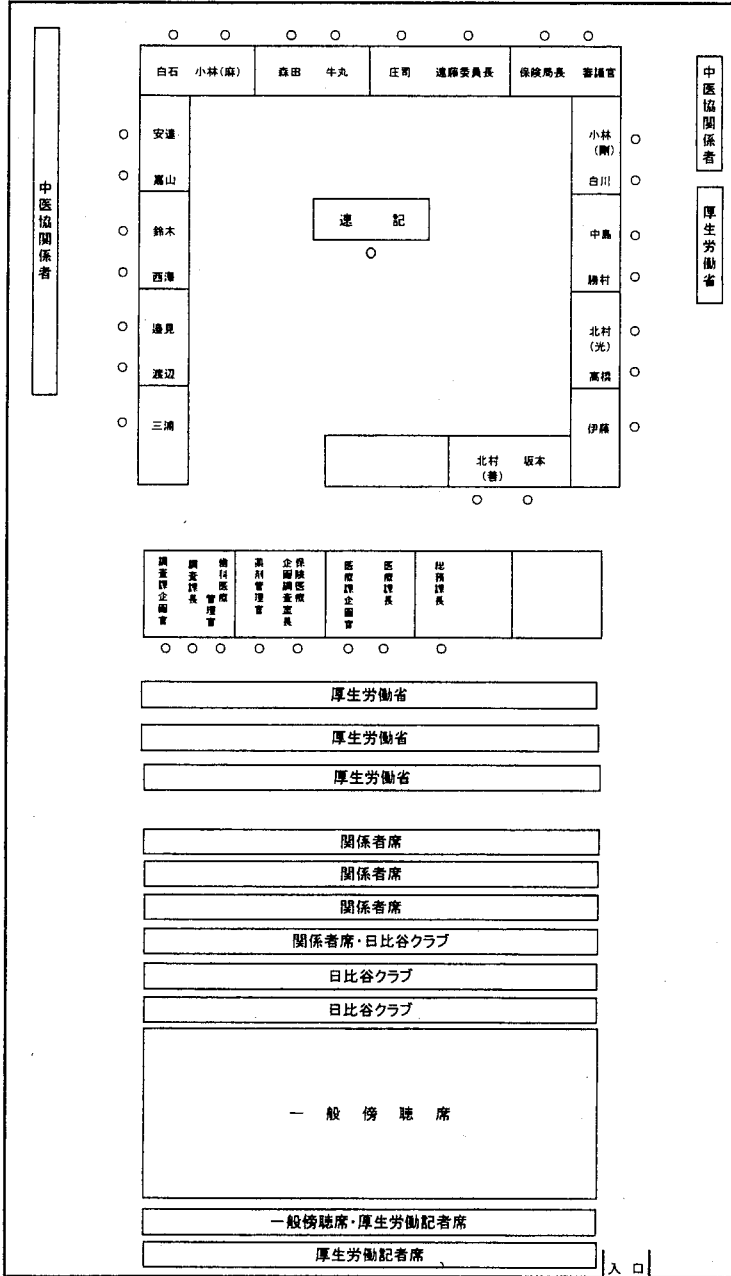 白石 小林(麻) 森田 牛丸 庄司 遠藤委員長 保険局長 審議官
中医協関係者
安達
嘉山
鈴木
西澤
邉見
渡辺
三浦
速記
小林
(剛)
白川
中島
勝村
北村
(光)
高橋
伊藤
北村
(善)
坂本
中医協関係者
厚生労働省
調査課企画官
調査課長
歯科医療
管理官
薬剤管理官
保険医療
企画調査室長
医療課企画官
医療課長
総務課長
厚生労働省
厚生労働省
厚生労働省
関係者席
関係者席
関係者席
関係者席・日比谷クラブ
日比谷クラブ
日比谷クラブ
一般傍聴席
一般傍聴席・厚生労働記者席
厚生労働記者席
入口